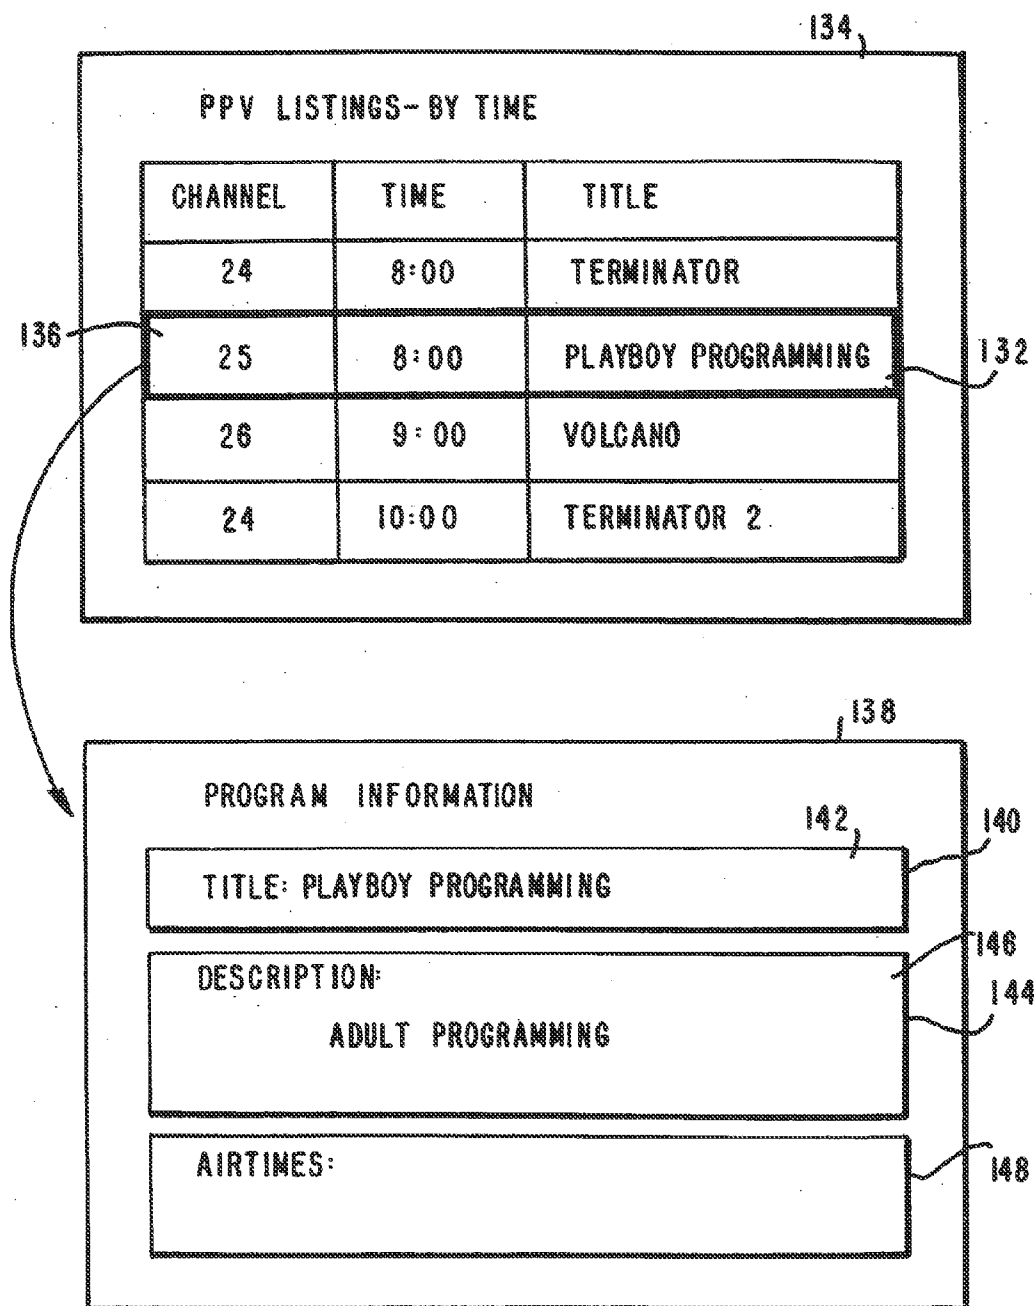 134
PPV LISTINGS-BY TIME
CHANNEL TIME TITLE
24 8:00 TERMINATOR
136
25 8:00 PLAYBOY PROGRAMMING
132
26 9:00 VOLCANO
24 10:00 TERMINATOR 2
138
PROGRAM INFORMATION
142
140
TITLE: PLAYBOY PROGRAMMING
146
DESCRIPTION:
144
ADULT PROGRAMMING
AIRTIMES:
148